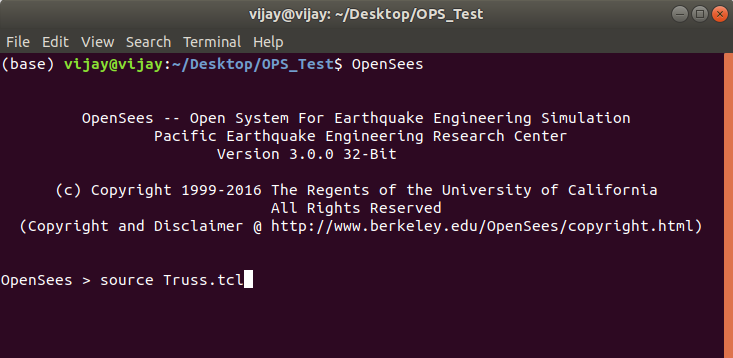 vijay@vijay: ~/Desktop/OPS_Test
File Edit View Search Terminal Help
(base) vijay@vijay:~/Desktop/OPS_Test$ OpenSees
OpenSees -- Open System For Earthquake Engineering Simulation
Pacific Earthquake Engineering Research Center
Version 3.0.0 32-Bit
(c) Copyright 1999-2016 The Regents of the University of California
All Rights Reserved
(Copyright and Disclaimer @ http://www.berkeley.edu/OpenSees/copyright.html)
OpenSees > source Truss.tcl